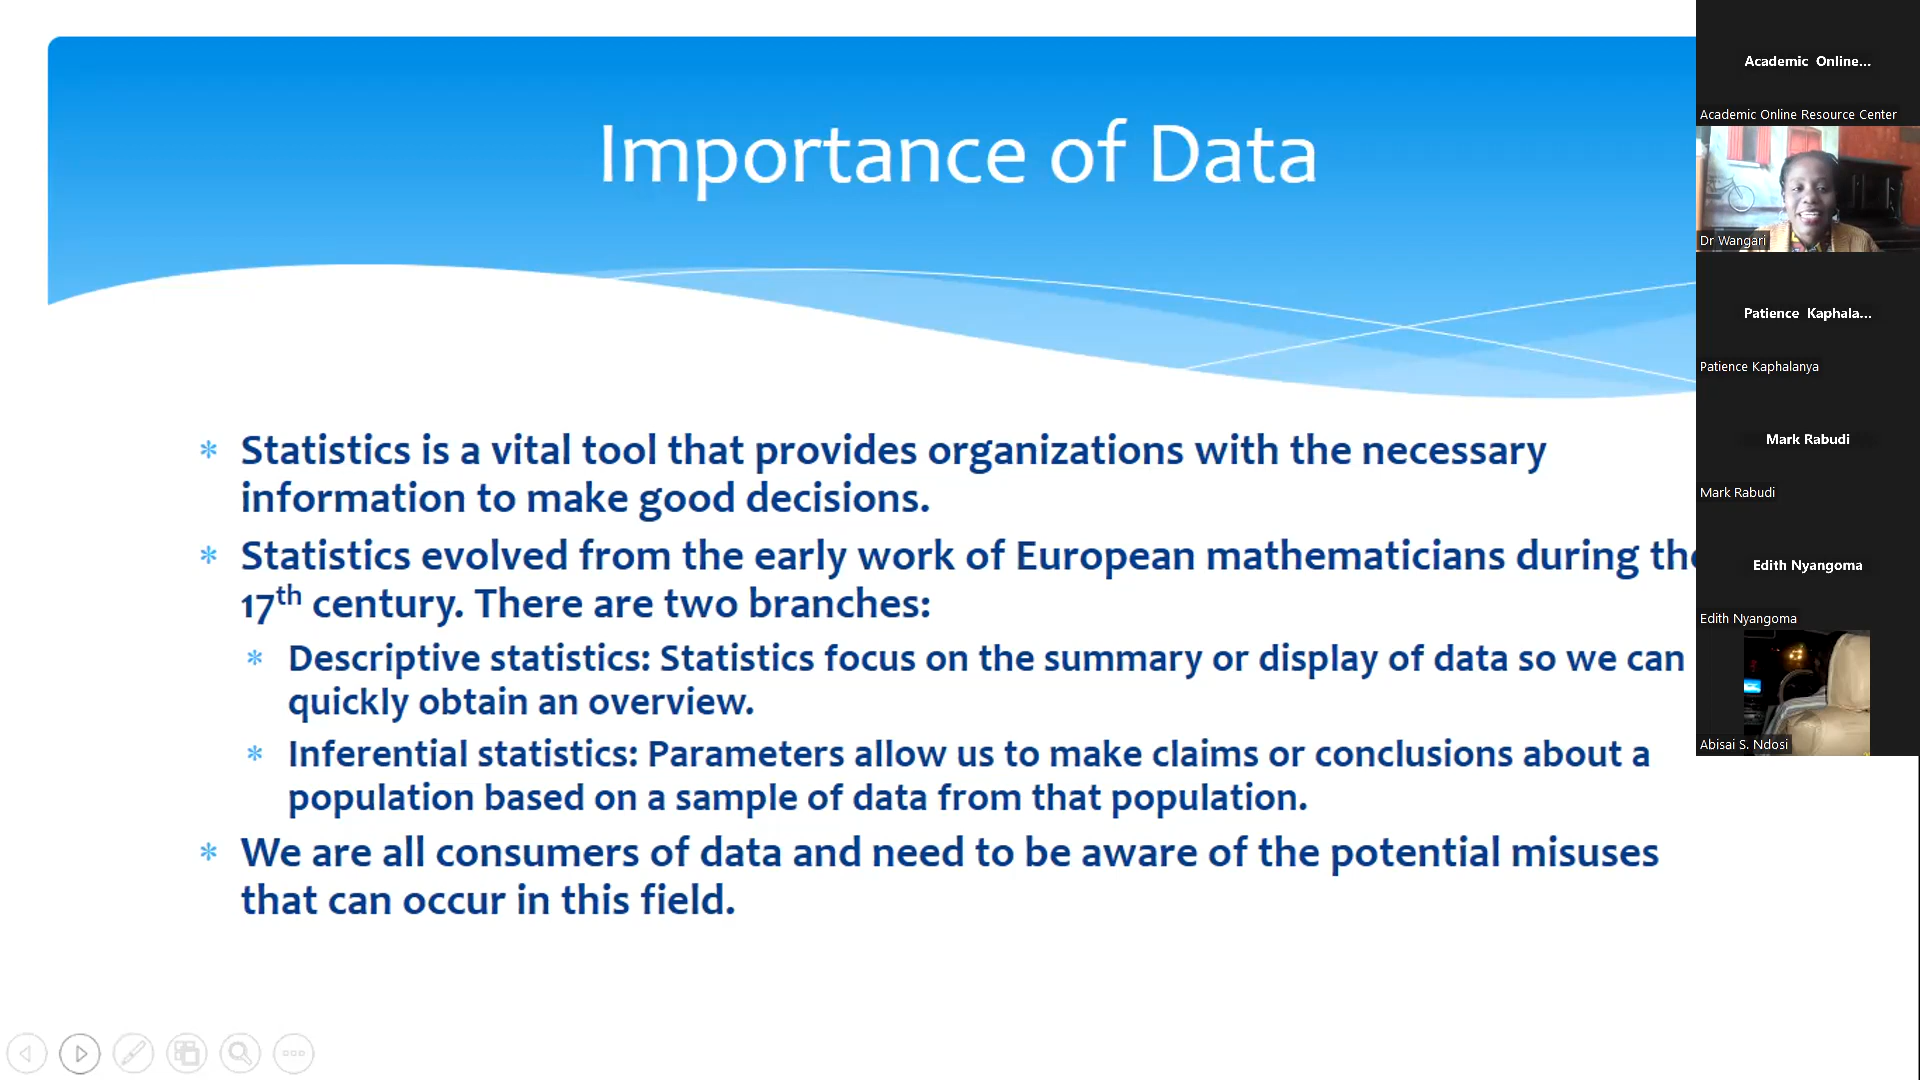 Importance of Data
* Statistics is a vital tool that provides organizations with the necessary
information to make good decisions.
* Statistics evolved from the early work of European mathematicians during the
17th century. There are two branches:
* Descriptive statistics: Statistics focus on the summary or display of data so we can
quickly obtain an overview.
* Inferential statistics: Parameters allow us to make claims or conclusions about a
population based on a sample of data from that population.
* We are all consumers of data and need to be aware of the potential misuses
that can occur in this field.
Academic Online...
Academic Online Resource Center
Dr Wangari
Patience Kaphala...
Patience Kaphalanya
Mark Rabudi
Mark Rabudi
Edith Nyangoma
Edith Nyangoma
Abisai S. Ndosi